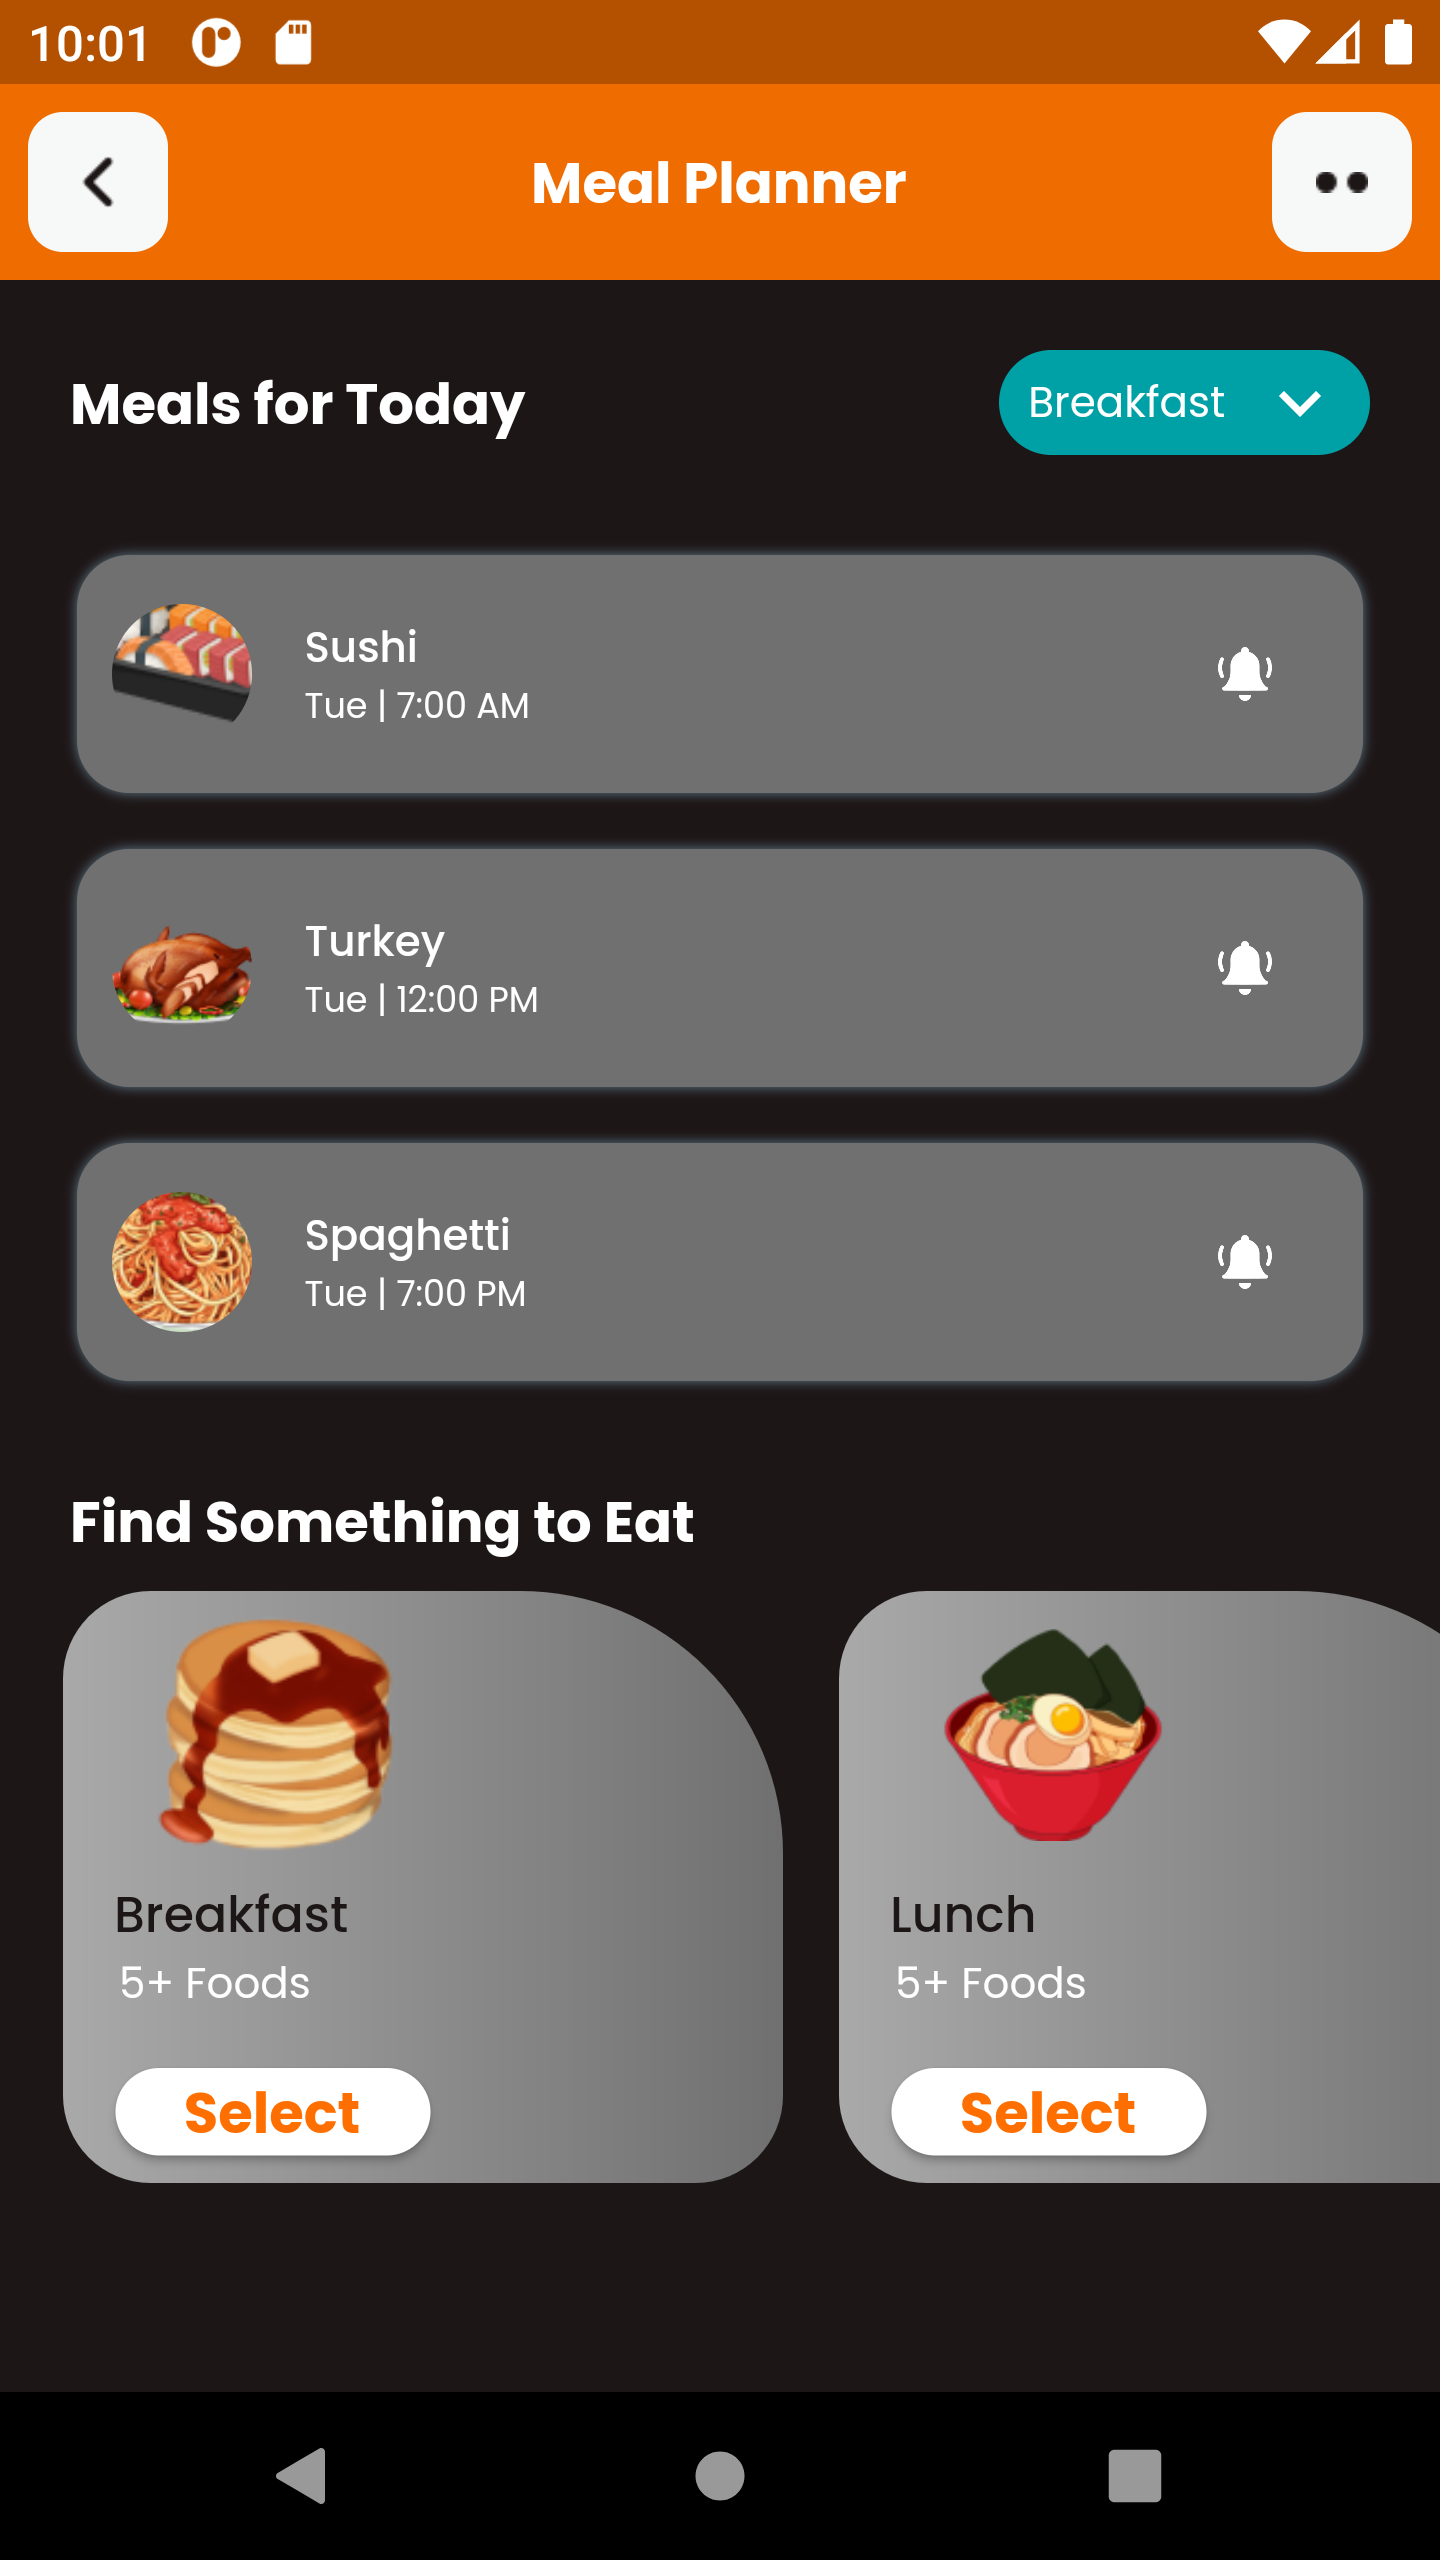 10:01
Meal Planner
Meals for Today
Breakfast
Sushi
Tue | 7:00 AM
Turkey
Tue | 12:00 PM
Spaghetti
Tue | 7:00 PM
Find Something to Eat
Breakfast
5+ Foods
Select
Lunch
5+ Foods
Select